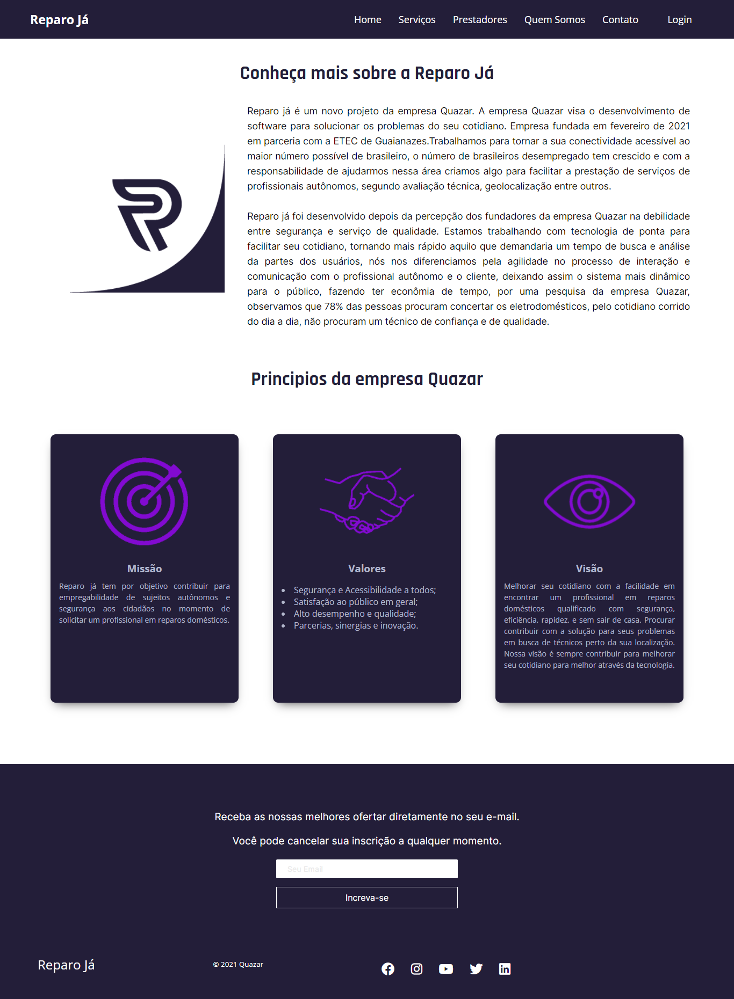 Reparo Já
Home Serviços Prestadores Quem Somos Contato Login
Conheça mais sobre a Reparo Já
Reparo já é um novo projeto da empresa Quazar. A empresa Quazar visa o desenvolvimento de
software para solucionar os problemas do seu cotidiano. Empresa fundada em fevereiro de 2021
em parceria com a ETEC de Guaianazes.Trabalhamos para tornar a sua conectividade acessível ao
maior número possível de brasileiro, o número de brasileiros desempregado tem crescido e com a
responsabilidade de ajudarmos nessa área criamos algo para facilitar a prestação de serviços de
profissionais autônomos, segundo avaliação técnica, geolocalização entre outros.
Reparo já foi desenvolvido depois da percepção dos fundadores da empresa Quazar na debilidade
entre segurança e serviço de qualidade. Estamos trabalhando com tecnologia de ponta para
facilitar seu cotidiano, tornando mais rápido aquilo que demandaria um tempo de busca e análise
da partes dos usuários, nós nos diferenciamos pela agilidade no processo de interação e
comunicação com o profissional autônomo e o cliente, deixando assim o sistema mais dinâmico
para o público, fazendo ter econômia de tempo, por uma pesquisa da empresa Quazar,
observamos que 78% das pessoas procuram concertar os eletrodomésticos, pelo cotidiano corrido
do dia a dia, não procuram um técnico de confiança e de qualidade.
Principios da empresa Quazar
Missão
Reparo já tem por objetivo contribuir para
empregabilidade de sujeitos autônomos e
segurança aos cidadãos no momento de
solicitar um profissional em reparos domésticos.
Valores
• Segurança e Acessibilidade a todos;
• Satisfação ao público em geral;
• Alto desempenho e qualidade;
• Parcerias, sinergias e inovação.
Visão
Melhorar seu cotidiano com a facilidade em
encontrar um profissional em reparos
domésticos qualificado com segurança,
eficiência, rapidez, e sem sair de casa. Procurar
contribuir com a solução para seus problemas
em busca de técnicos perto da sua localização.
Nossa visão é sempre contribuir para melhorar
seu cotidiano para melhor através da tecnologia.
Receba as nossas melhores ofertar diretamente no seu e-mail.
Você pode cancelar sua inscrição a qualquer momento.
Seu Email
Increva-se
Reparo Já
© 2021 Quazar